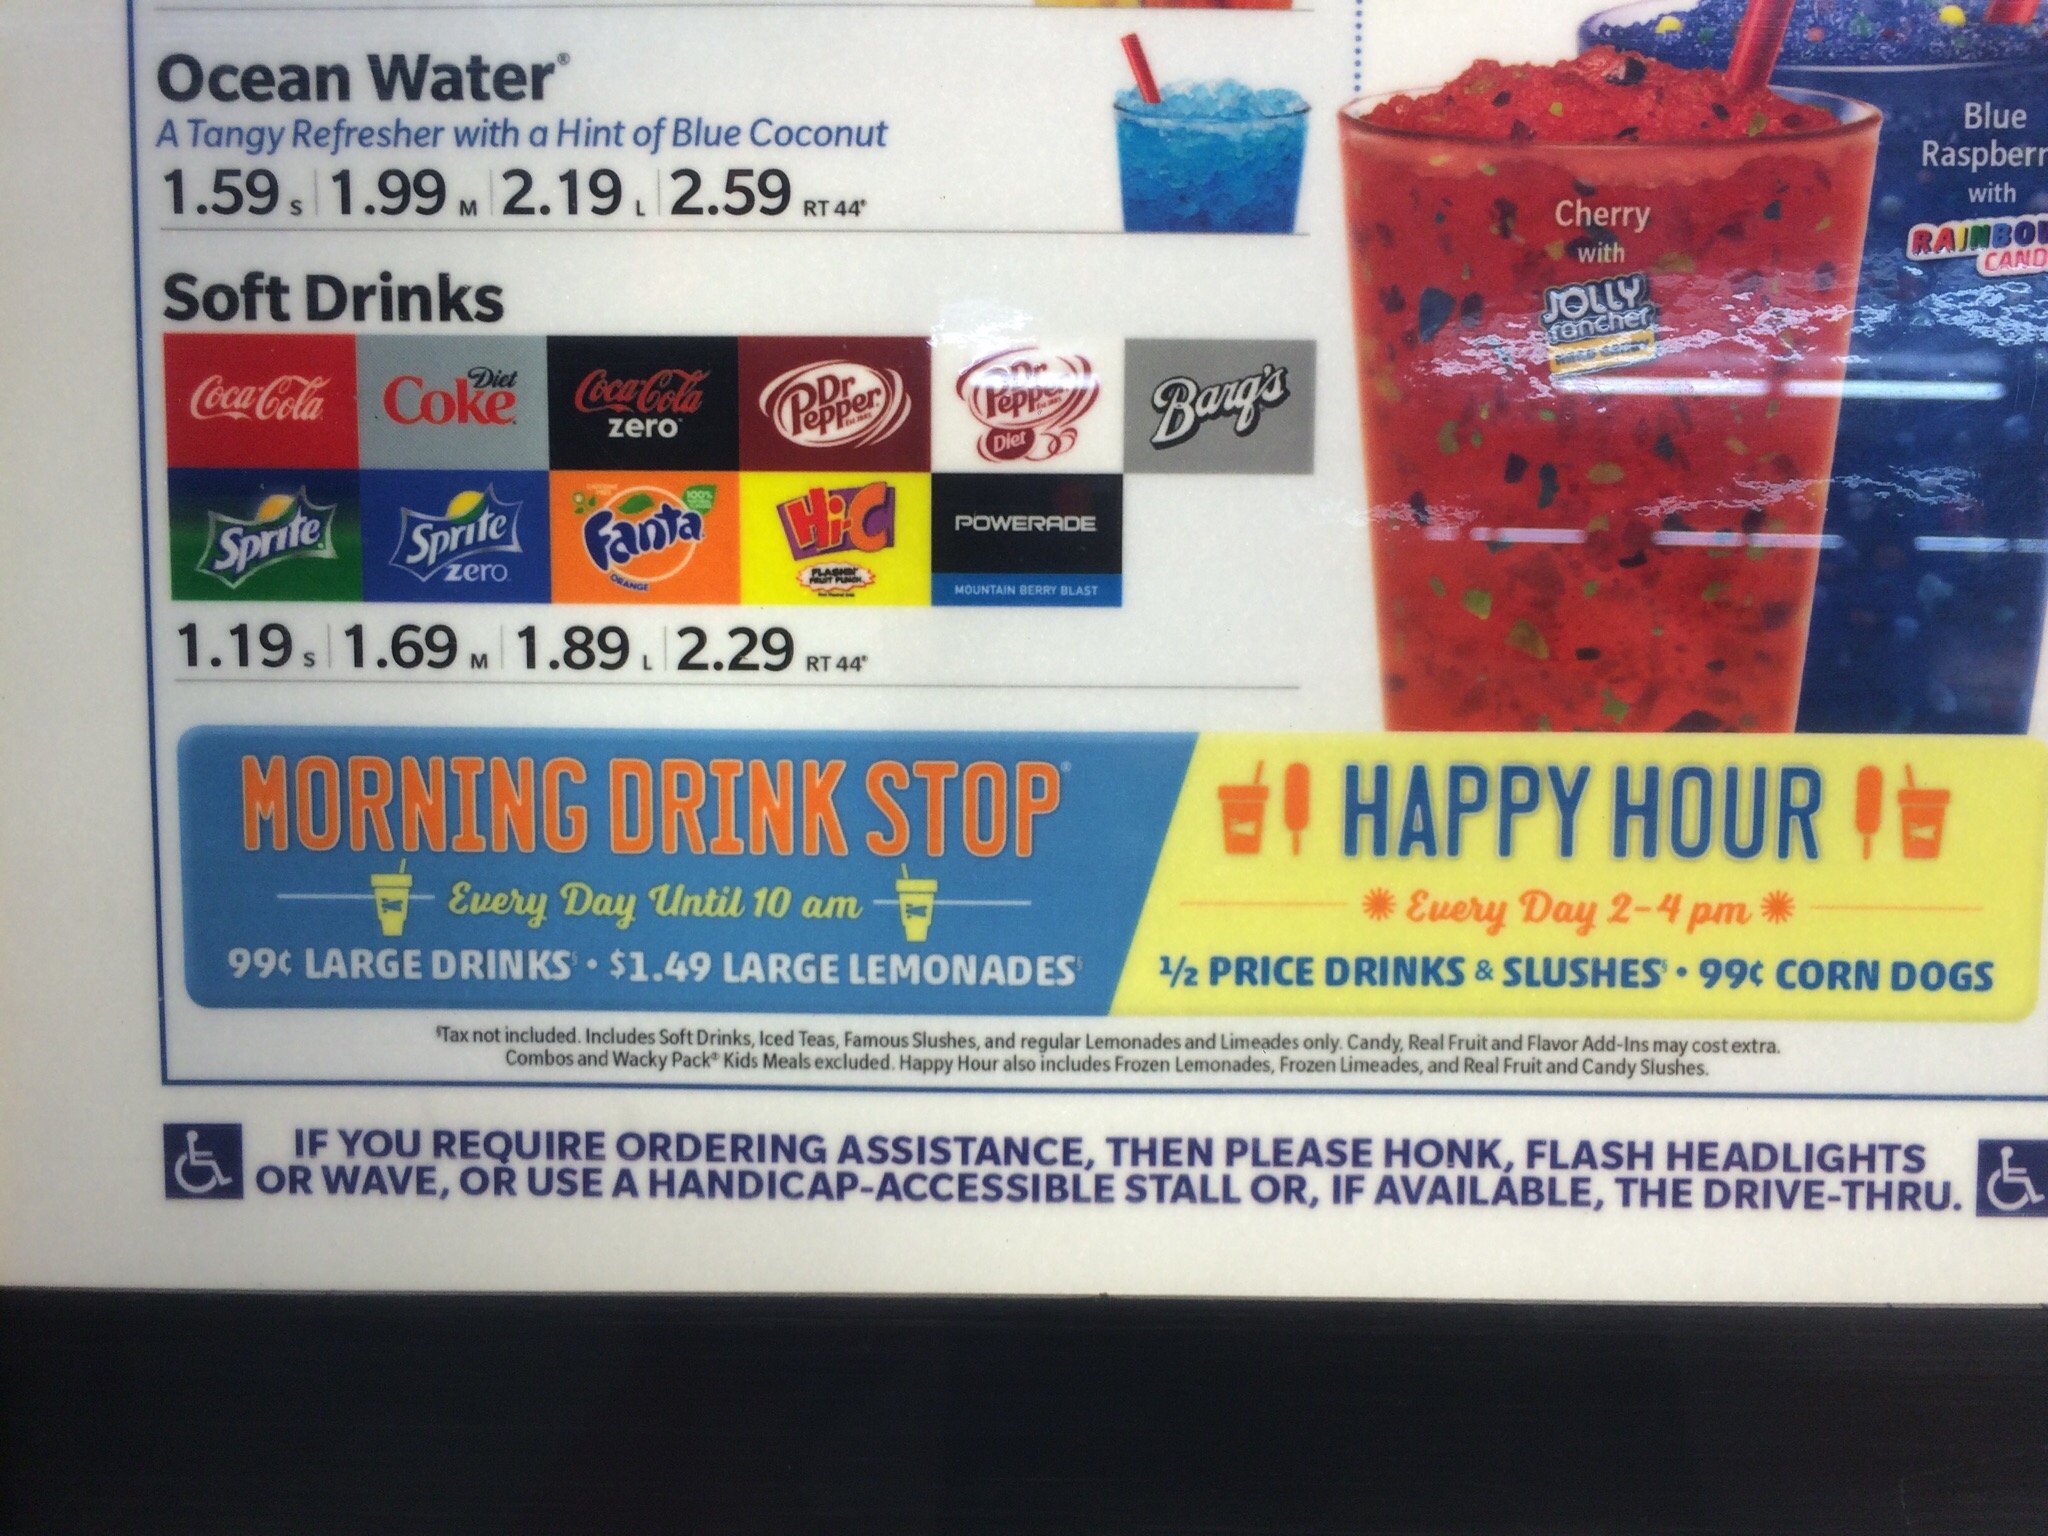 Ocean Water®
A Tangy Refresher with a Hint of Blue Coconut
1.59 S | 1.99 M | 2.19 L | 2.59 RT 44®
Soft Drinks
Coca-Cola
Diet
Coke
Coca-Cola
zero
Dr
Pepper
Dr
Pepper
Diet
Barq's
Sprite
Sprite
zero
100%
Fanta
ORANGE
Hi-C
FLASHIN'
FRUIT PUNCH
POWERADE
MOUNTAIN BERRY BLAST
1.19 S | 1.69 M | 1.89 L | 2.29 RT 44®
Cherry
with
JOLLY
rancher
Blue
with
MORNING DRINK STOP®
Every Day Until 10 am
99¢ LARGE DRINKS§ • $1.49 LARGE LEMONADES§
HAPPY HOUR
Every Day 2-4 pm
½ PRICE DRINKS & SLUSHES§ • 99¢ CORN DOGS
§Tax not included. Includes Soft Drinks, Iced Teas, Famous Slushes, and regular Lemonades and Limeades only. Candy, Real Fruit and Flavor Add-Ins may cost extra.
Combos and Wacky Pack® Kids Meals excluded. Happy Hour also includes Frozen Lemonades, Frozen Limeades, and Real Fruit and Candy Slushes.
IF YOU REQUIRE ORDERING ASSISTANCE, THEN PLEASE HONK, FLASH HEADLIGHTS
OR WAVE, OR USE A HANDICAP-ACCESSIBLE STALL OR, IF AVAILABLE, THE DRIVE-THRU.